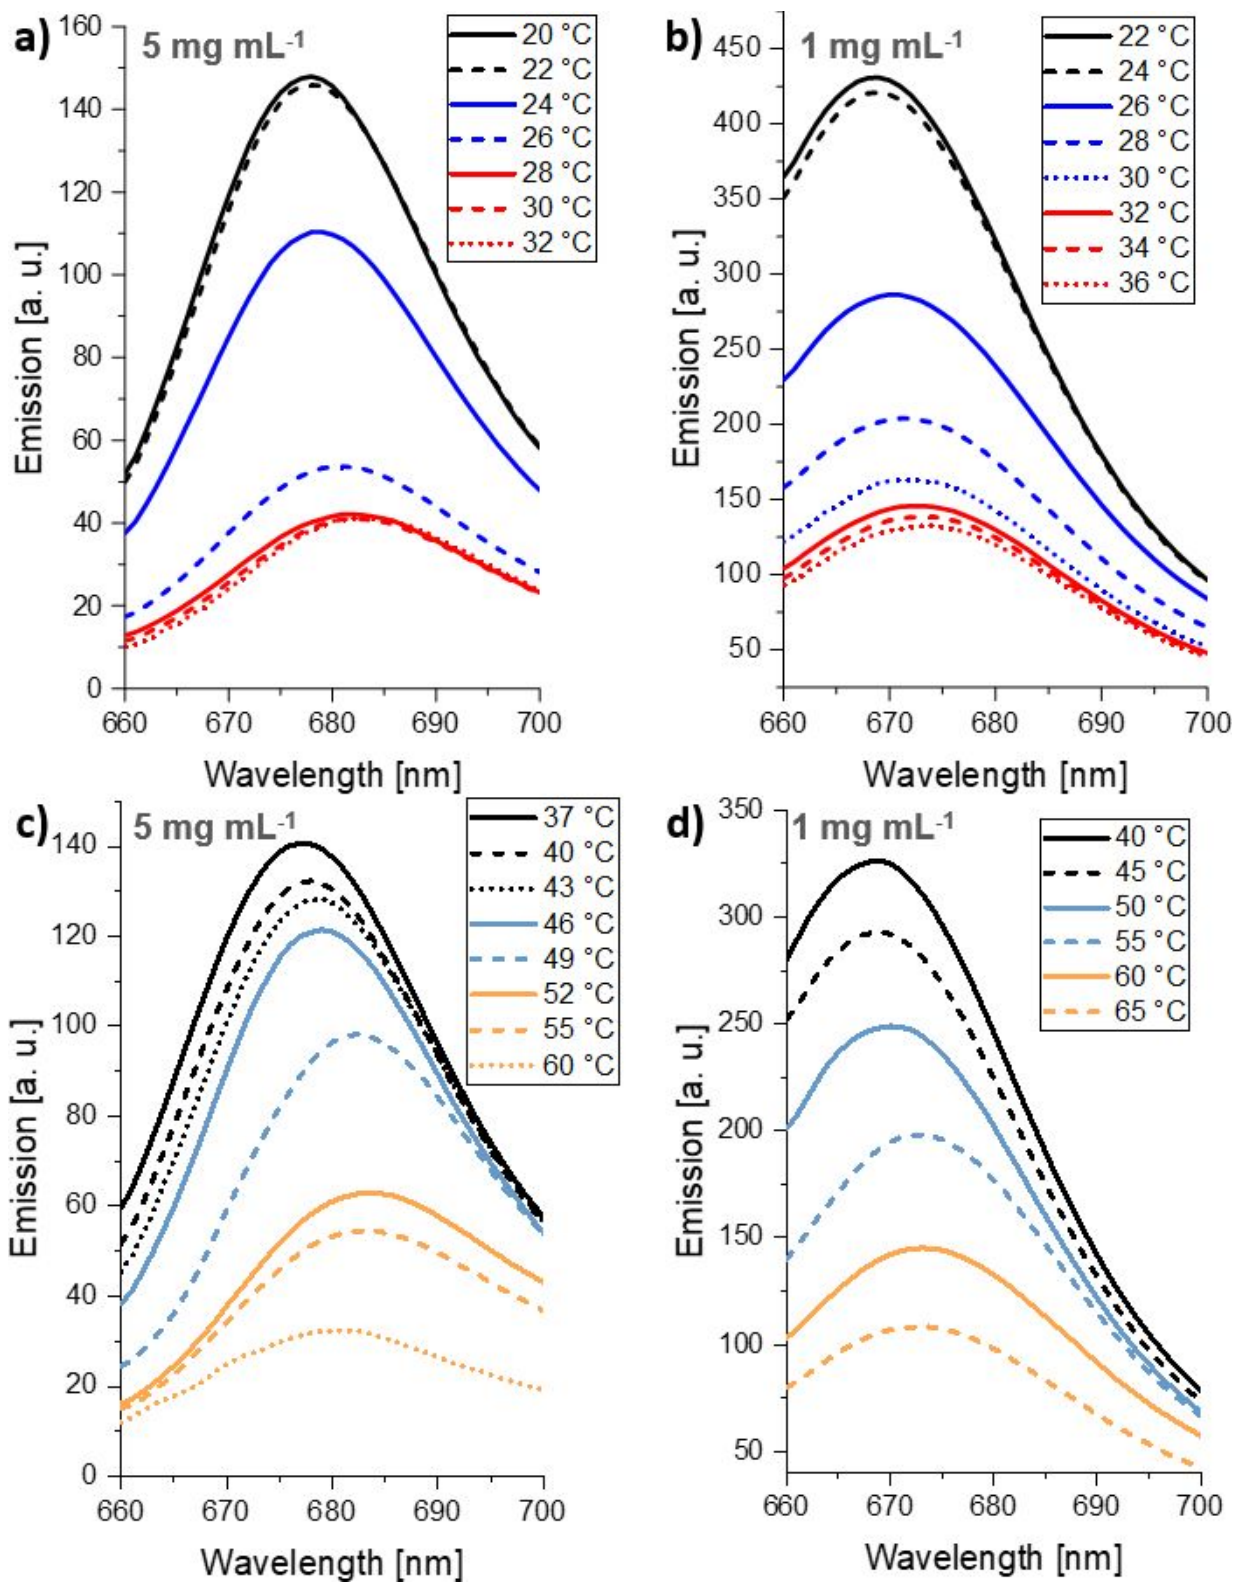 a)
5 mg mL-1
20 °C
22 °C
24 °C
26 °C
28 °C
30 °C
32 °C
160
140
120
100
80
60
40
20
0
Emission [a. u.]
660 670 680 690 700
Wavelength [nm]
b)
1 mg mL-1
22 °C
24 °C
26 °C
28 °C
30 °C
32 °C
34 °C
36 °C
450
400
350
300
250
200
150
100
50
Emission [a. u.]
660 670 680 690 700
Wavelength [nm]
c)
5 mg mL-1
37 °C
40 °C
43 °C
46 °C
49 °C
52 °C
55 °C
60 °C
140
120
100
80
60
40
20
0
Emission [a. u.]
660 670 680 690 700
Wavelength [nm]
d)
1 mg mL-1
40 °C
45 °C
50 °C
55 °C
60 °C
65 °C
350
300
250
200
150
100
50
Emission [a. u.]
660 670 680 690 700
Wavelength [nm]